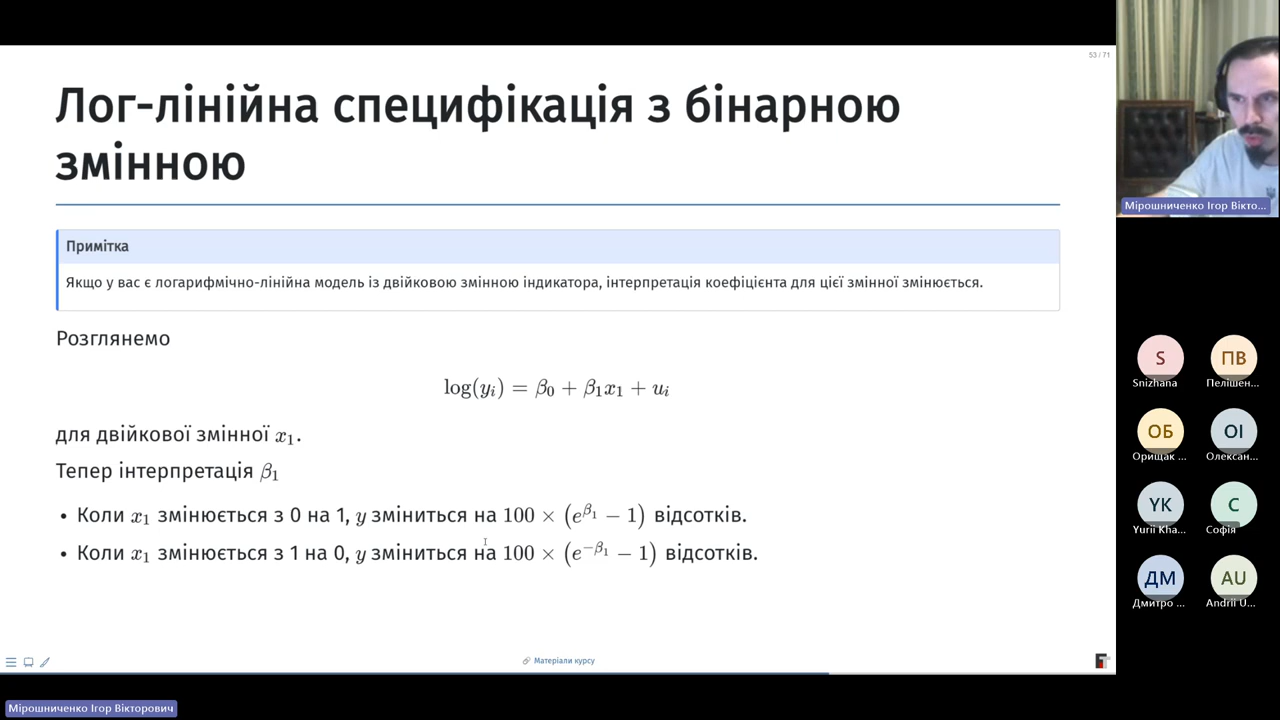 53 / 71
Лог-лінійна специфікація з бінарною
змінною
Примітка
Якщо у вас є логарифмічно-лінійна модель із двійковою змінною індикатора, інтерпретація коефіцієнта для цієї змінної змінюється.
Розглянемо
log(yᵢ) = β₀ + β₁x₁ + uᵢ
для двійкової змінної x₁.
Тепер інтерпретація β₁
• Коли x₁ змінюється з 0 на 1, y зміниться на 100 × (e^{β₁} − 1) відсотків.
• Коли x₁ змінюється з 1 на 0, y зміниться на 100 × (e^{−β₁} − 1) відсотків.
Матеріали курсу
Мірошниченко Ігор Вікторович
Мірошниченко Ігор Вікто...
S
ПВ
Snizhana
Пелішен...
ОБ
ОІ
Орищак ...
Олексан...
YK
С
Yurii Kha...
Софія
ДМ
AU
Дмитро ...
Andrii U...